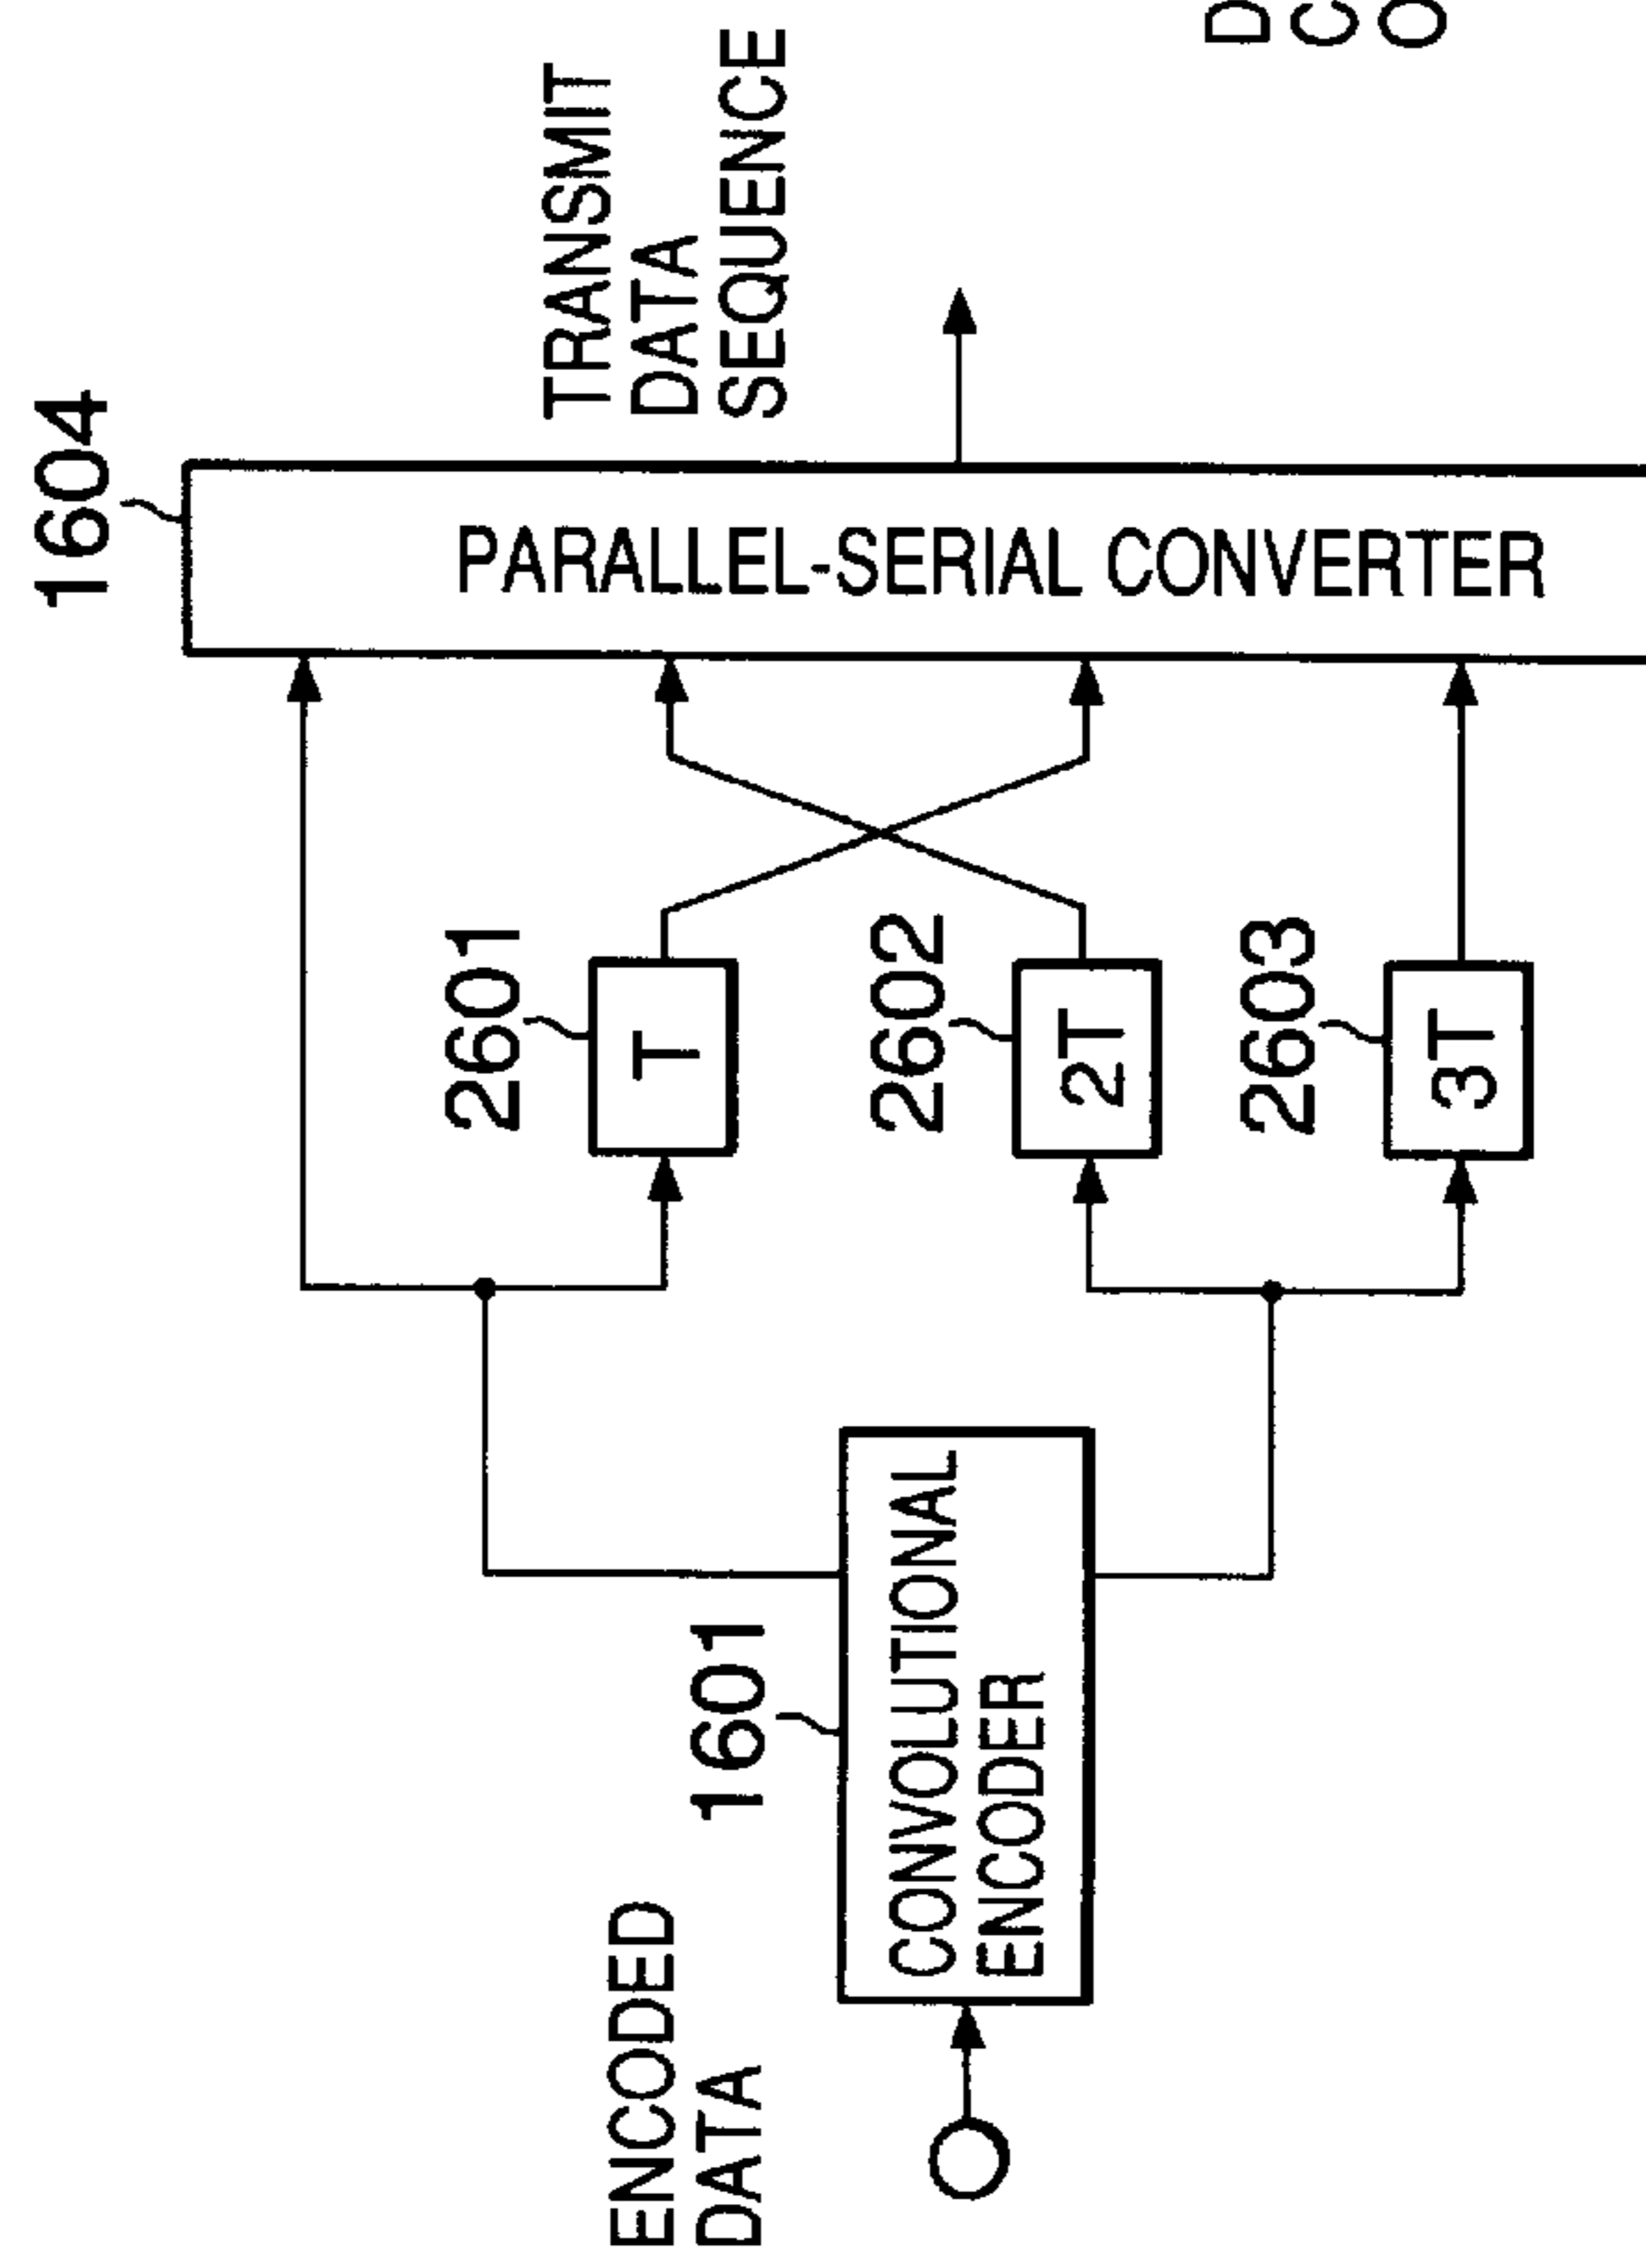 ENCODED
DATA
1601
CONVOLUTIONAL
ENCODER
2601
T
2602
2T
2603
3T
1604
PARALLEL-SERIAL CONVERTER
TRANSMIT
DATA
SEQUENCE
D
C
O